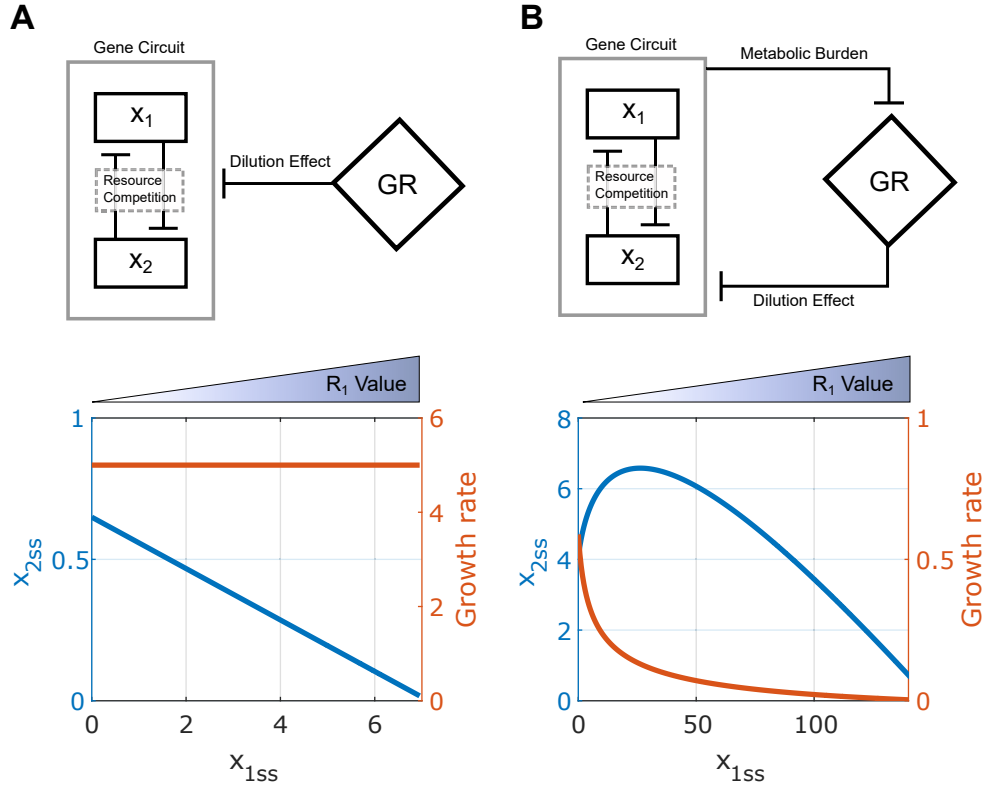 A
Gene Circuit
x1
Resource
Competition
x2
Dilution Effect
GR
R1 Value
1
0.5
0
x2ss
6
4
2
0
Growth rate
0
2
4
6
x1ss
B
Gene Circuit
Metabolic Burden
x1
Resource
Competition
x2
GR
Dilution Effect
R1 Value
8
6
4
2
0
x2ss
1
0.5
0
Growth rate
0
50
100
x1ss